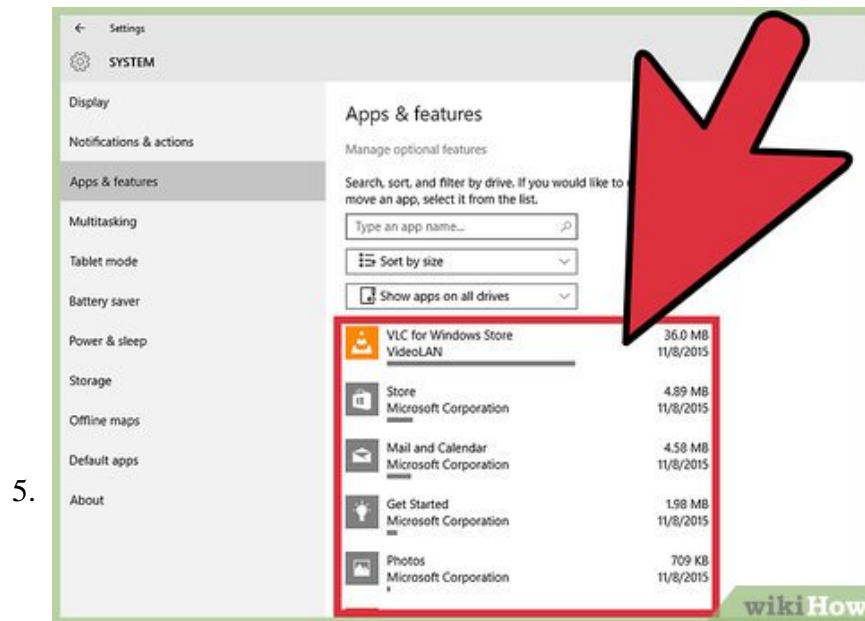 ← Settings
SYSTEM
Display
Notifications & actions
Apps & features
Multitasking
Tablet mode
Battery saver
Power & sleep
Storage
Offline maps
Default apps
About
5.
Apps & features
Manage optional features
Search, sort, and filter by drive. If you would like to
move an app, select it from the list.
Type an app name...
Sort by size
Show apps on all drives
VLC for Windows Store 36.0 MB
VideoLAN 11/8/2015
Store 4.89 MB
Microsoft Corporation 11/8/2015
Mail and Calendar 4.58 MB
Microsoft Corporation 11/8/2015
Get Started 1.98 MB
Microsoft Corporation 11/8/2015
Photos 709 KB
Microsoft Corporation 11/8/2015
wikiHow